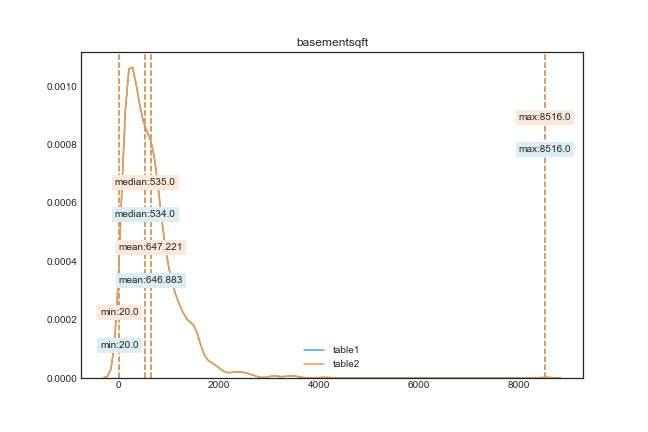 basementsqft
0.0010
0.0008
0.0006
0.0004
0.0002
0.0000
max:8516.0
max:8516.0
median:535.0
median:534.0
mean:647.221
mean:646.883
min:20.0
min:20.0
table1
table2
0
2000
4000
6000
8000